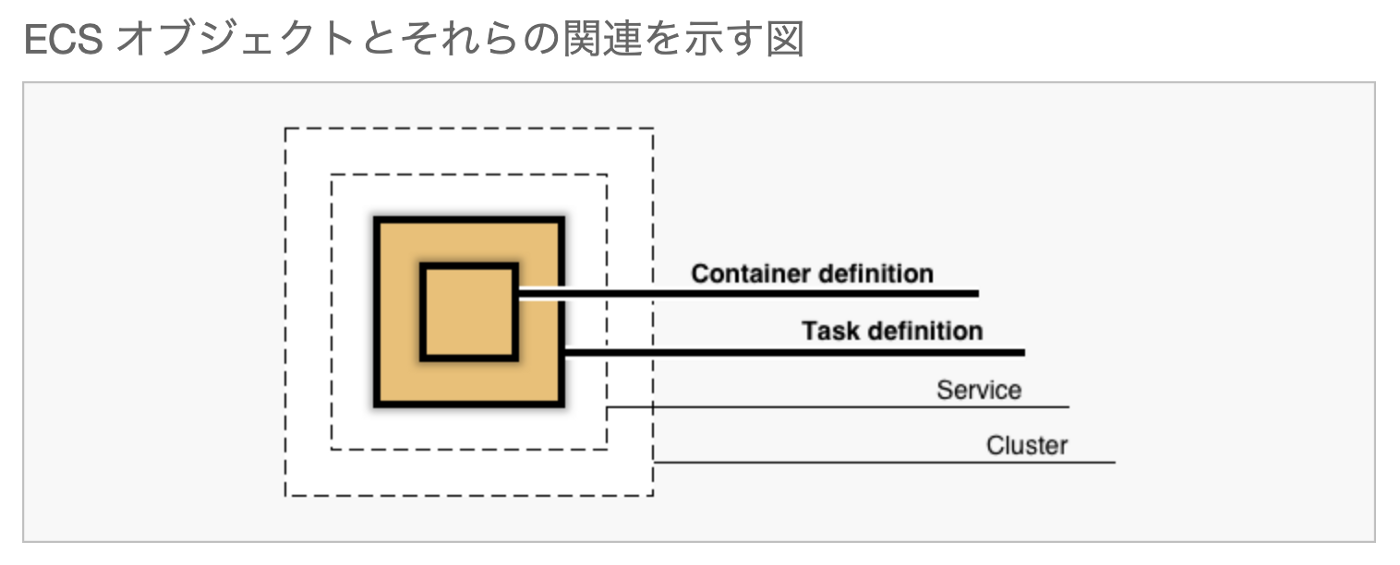 ECS オブジェクトとそれらの関連を示す図
Container definition
Task definition
Service
Cluster